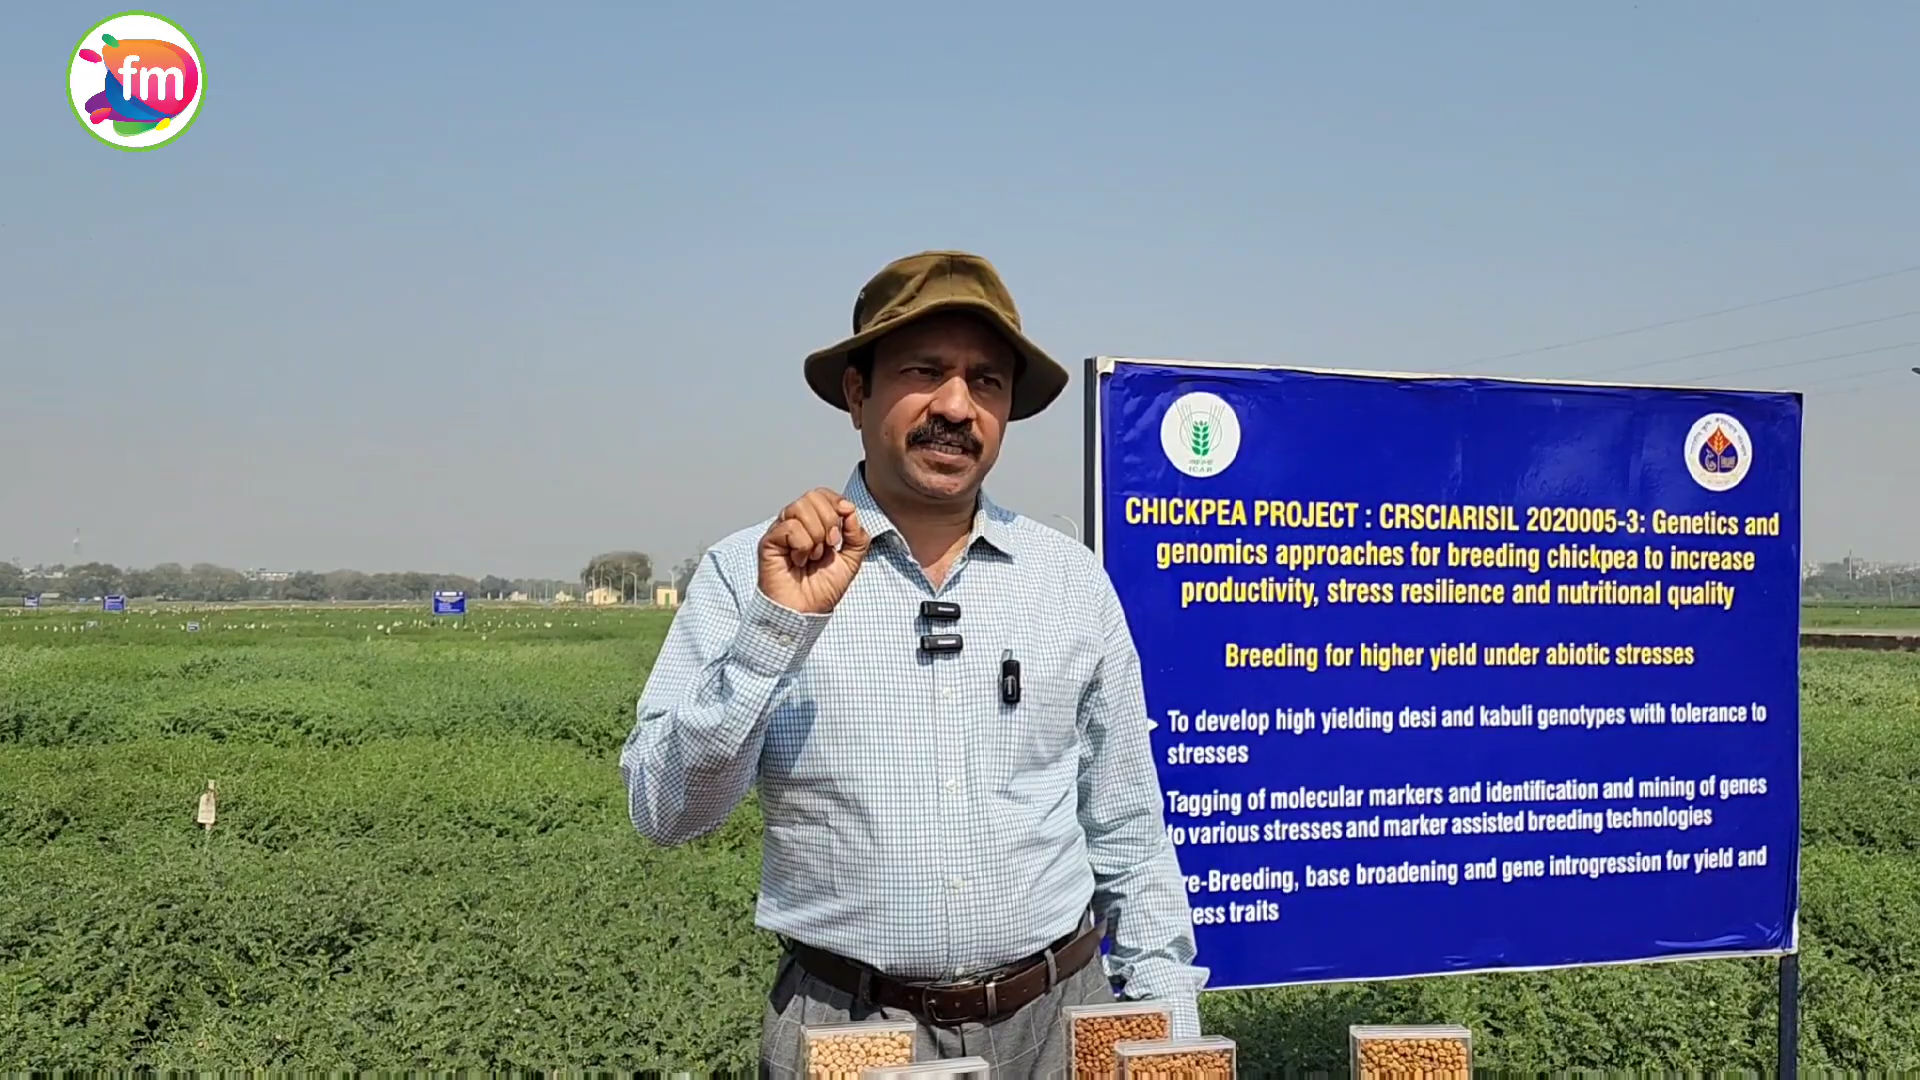 fm
ICAR
CHICKPEA PROJECT : CRSCIARISIL 2020005-3: Genetics and
genomics approaches for breeding chickpea to increase
productivity, stress resilience and nutritional quality
Breeding for higher yield under abiotic stresses
To develop high yielding desi and kabuli genotypes with tolerance to
stresses
Tagging of molecular markers and identification and mining of genes
to various stresses and marker assisted breeding technologies
re-Breeding, base broadening and gene introgression for yield and
ress traits